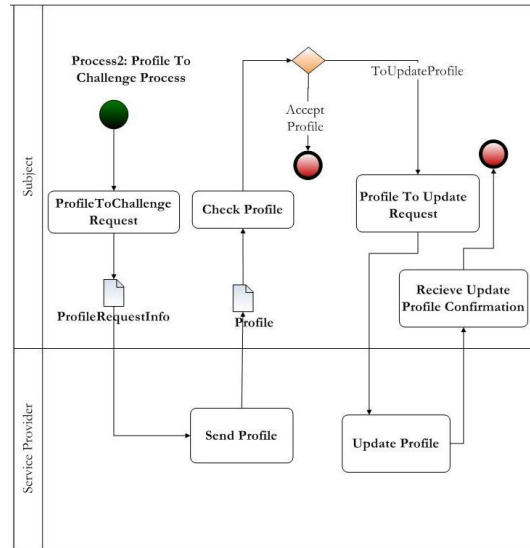 Process2: Profile To
Challenge Process
ToUpdateProfile
Accept
Profile
Subject
ProfileToChallenge
Request
Check Profile
Profile To Update
Request
ProfileRequestInfo
Profile
Recieve Update
Profile Confirmation
Service Provider
Send Profile
Update Profile